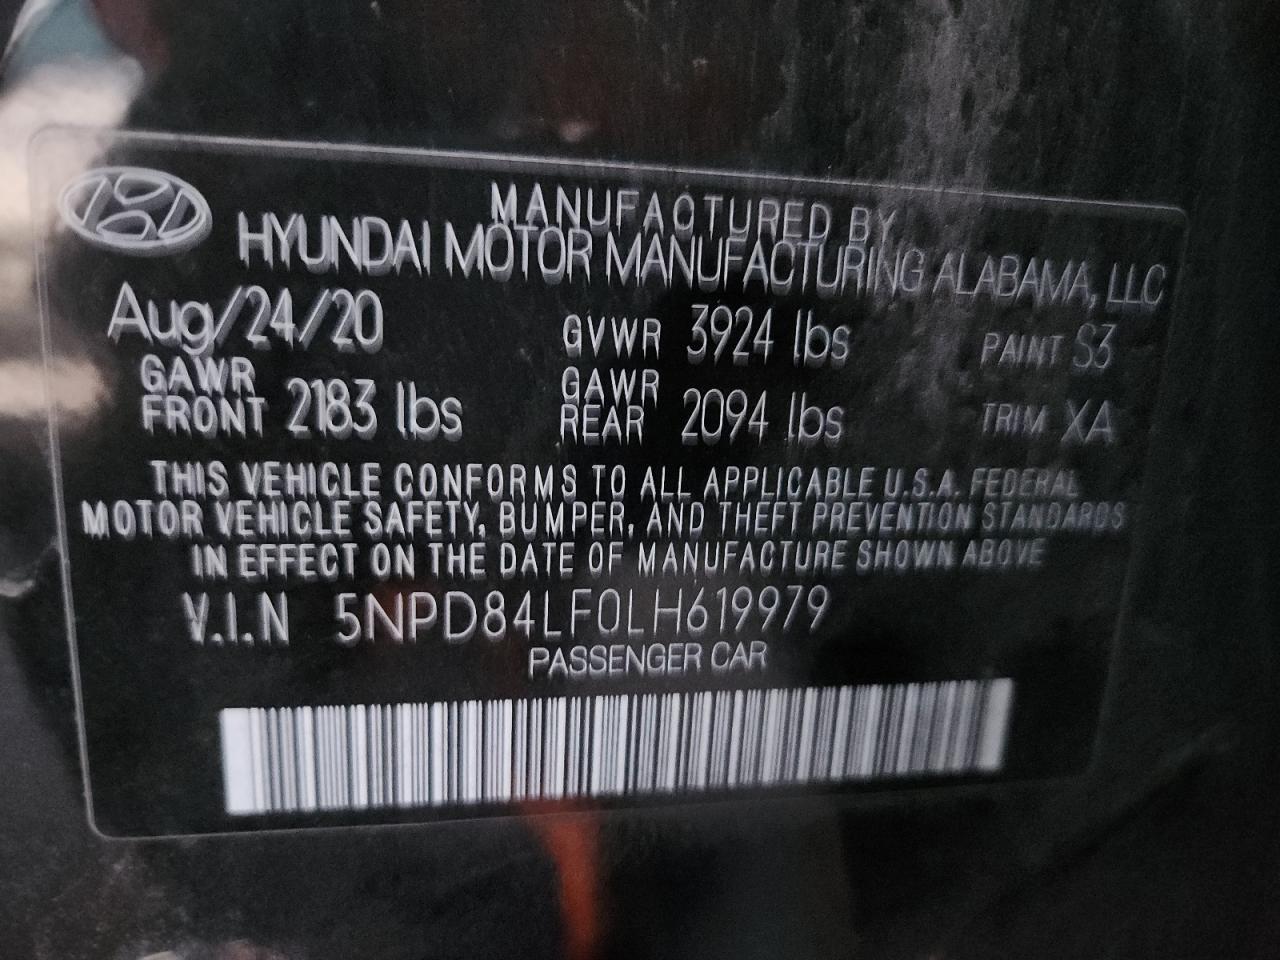 MANUFACTURED BY
HYUNDAI MOTOR MANUFACTURING ALABAMA, LLC
Aug/24/20 GVWR 3924 lbs PAINT S3
GAWR FRONT 2183 lbs GAWR REAR 2094 lbs TRIM XA
THIS VEHICLE CONFORMS TO ALL APPLICABLE U.S.A. FEDERAL
MOTOR VEHICLE SAFETY, BUMPER, AND THEFT PREVENTION STANDARDS
IN EFFECT ON THE DATE OF MANUFACTURE SHOWN ABOVE
V.I.N 5NPD84LF0LH619979
PASSENGER CAR